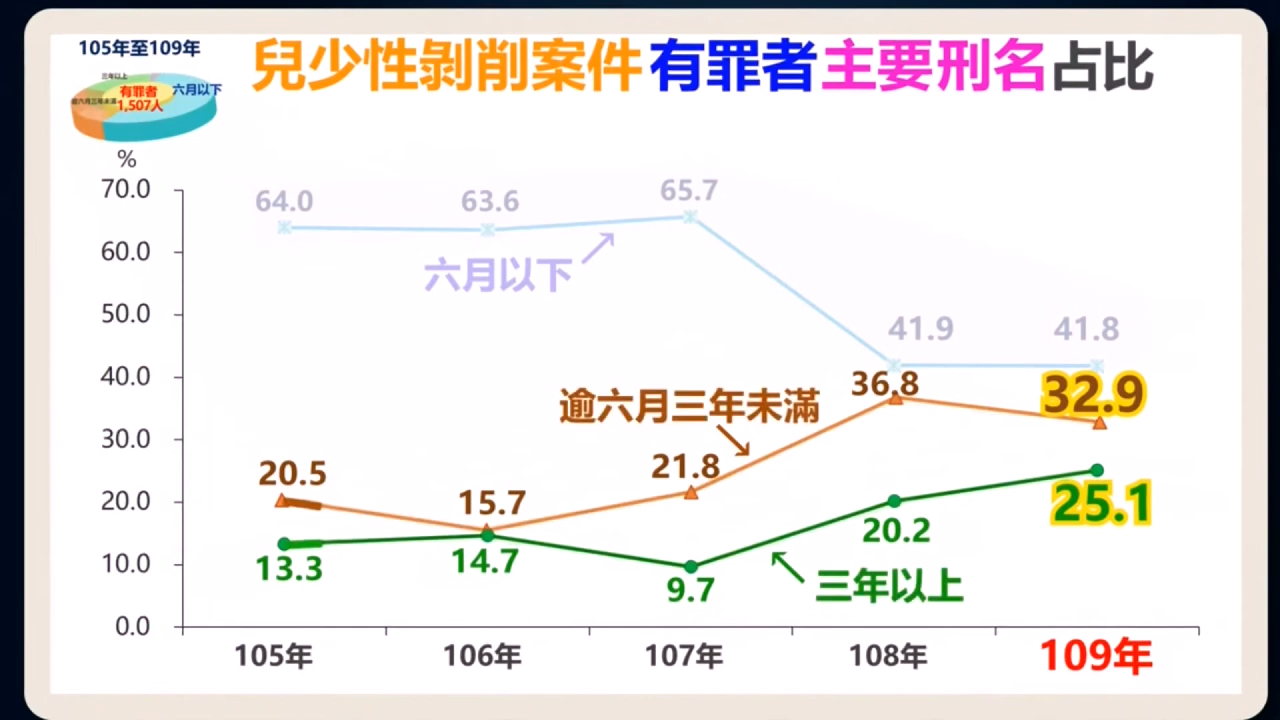 105年至109年
兒少性剝削案件有罪者主要刑名占比
三年以上
有罪者
1,507人
六月以下
逾六月三年未滿
%
70.0
60.0
50.0
40.0
30.0
20.0
10.0
0.0
64.0
63.6
65.7
41.9
41.8
六月以下
逾六月三年未滿
20.5
15.7
21.8
36.8
32.9
13.3
14.7
9.7
20.2
25.1
三年以上
105年
106年
107年
108年
109年